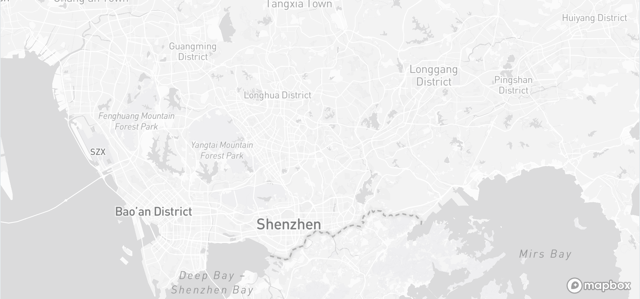 Tangxia Town
Huiyang District
Guangming
District
Longgang
District
Pingshan
District
Longhua District
Fenghuang Mountain
Forest Park
Yangtai Mountain
Forest Park
SZX
Bao'an District
Shenzhen
Mirs Bay
Deep Bay -
Shenzhen Bay
mapbox